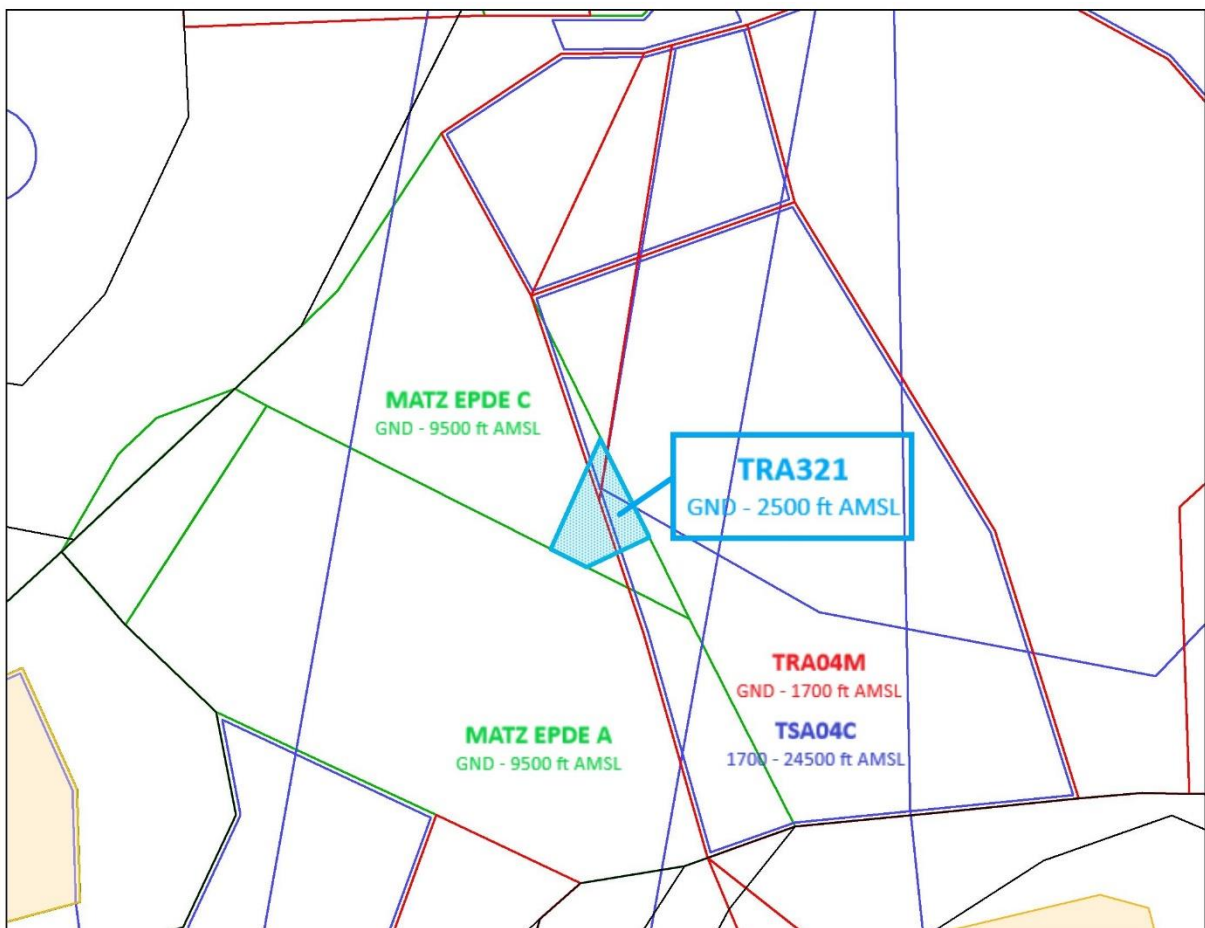 MATZ EPDE C
GND - 9500 ft AMSL
TRA321
GND - 2500 ft AMSL
TRA04M
GND - 1700 ft AMSL
TSA04C
1700 - 24500 ft AMSL
MATZ EPDE A
GND - 9500 ft AMSL